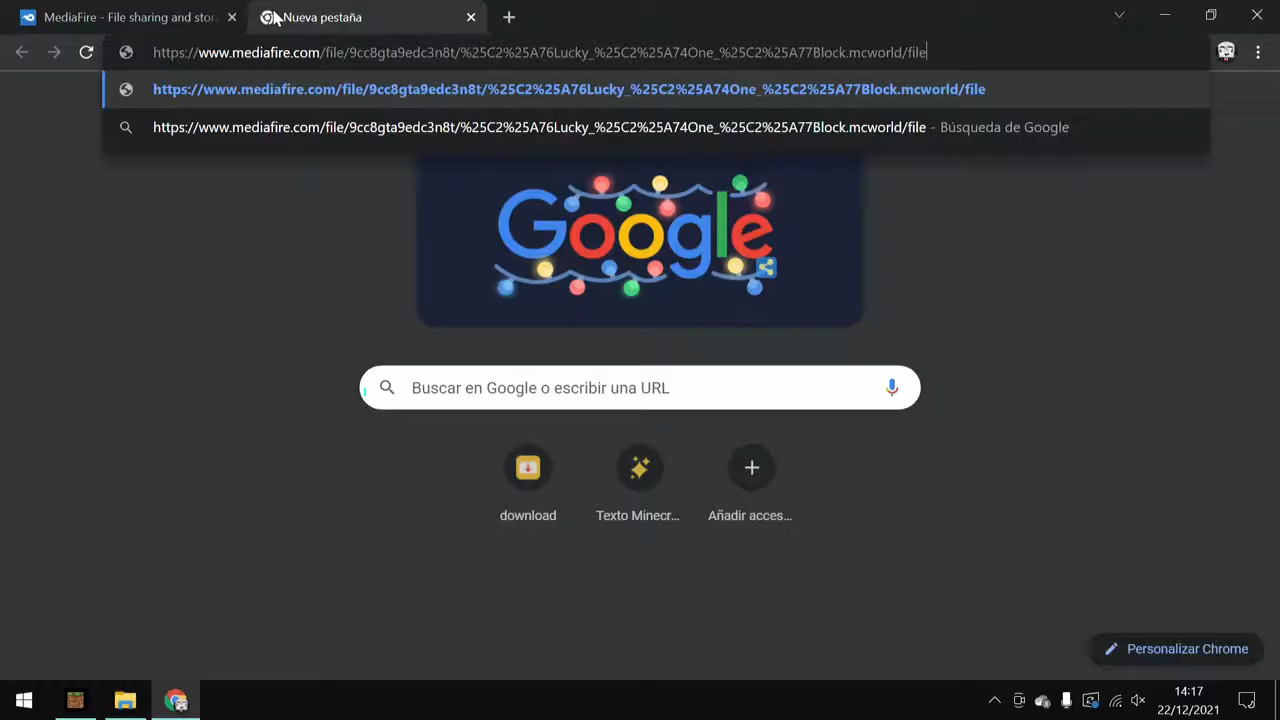 MediaFire - File sharing and stor
Nueva pestaña
https://www.mediafire.com/file/9cc8gta9edc3n8t/%25C2%25A76Lucky_%25C2%25A74One_%25C2%25A77Block.mcworld/file
https://www.mediafire.com/file/9cc8gta9edc3n8t/%25C2%25A76Lucky_%25C2%25A74One_%25C2%25A77Block.mcworld/file
https://www.mediafire.com/file/9cc8gta9edc3n8t/%25C2%25A76Lucky_%25C2%25A74One_%25C2%25A77Block.mcworld/file - Búsqueda de Google
Google
Buscar en Google o escribir una URL
download
Texto Minecr...
Añadir acces...
Personalizar Chrome
14:17
22/12/2021